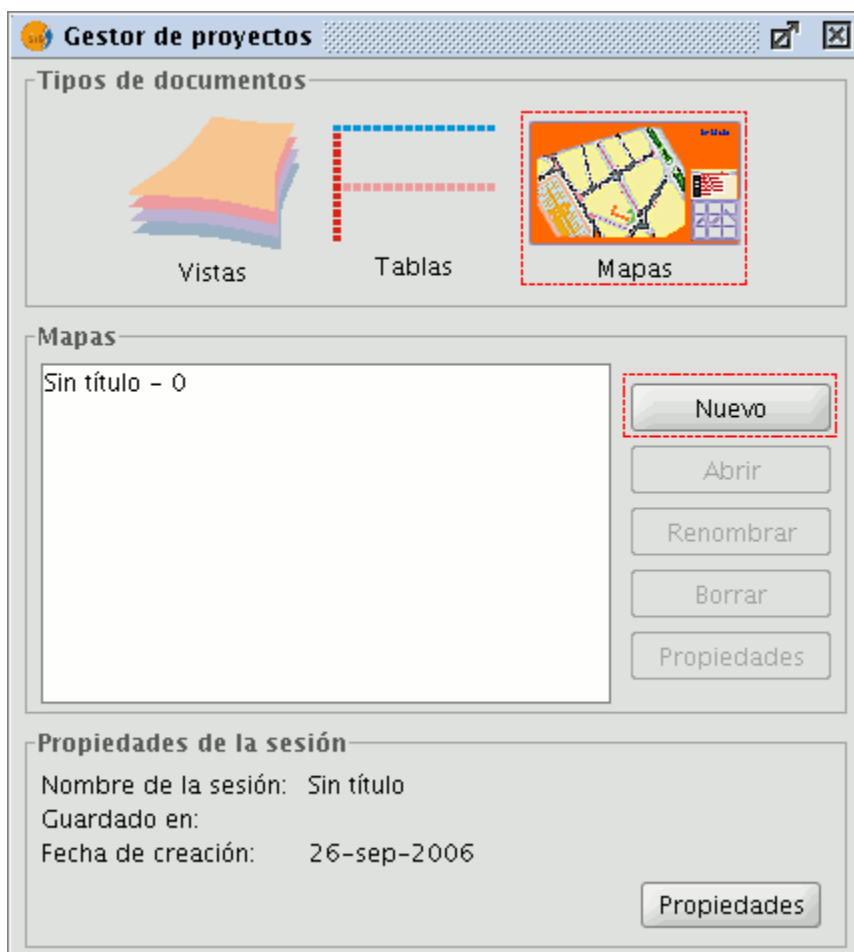 Gestor de proyectos
Tipos de documentos
Vistas
Tablas
Mapas
Mapas
Sin título - 0
Nuevo
Abrir
Renombrar
Borrar
Propiedades
Propiedades de la sesión
Nombre de la sesión: Sin título
Guardado en:
Fecha de creación: 26-sep-2006
Propiedades